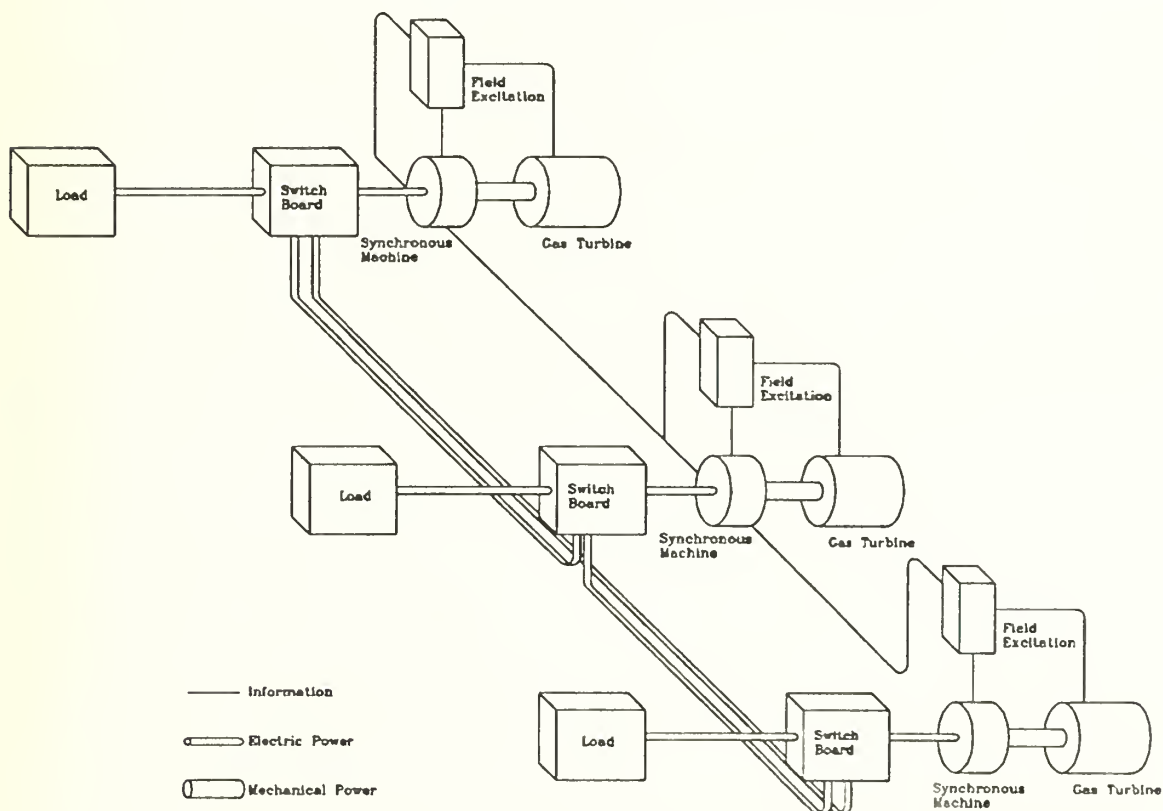 Field
Excitation
Load
Switch
Board
Synchronous
Machine
Gas Turbine
Field
Excitation
Load
Switch
Board
Synchronous
Machine
Gas Turbine
Field
Excitation
Information
Electric Power
Mechanical Power
Load
Switch
Board
Synchronous
Machine
Gas Turbine